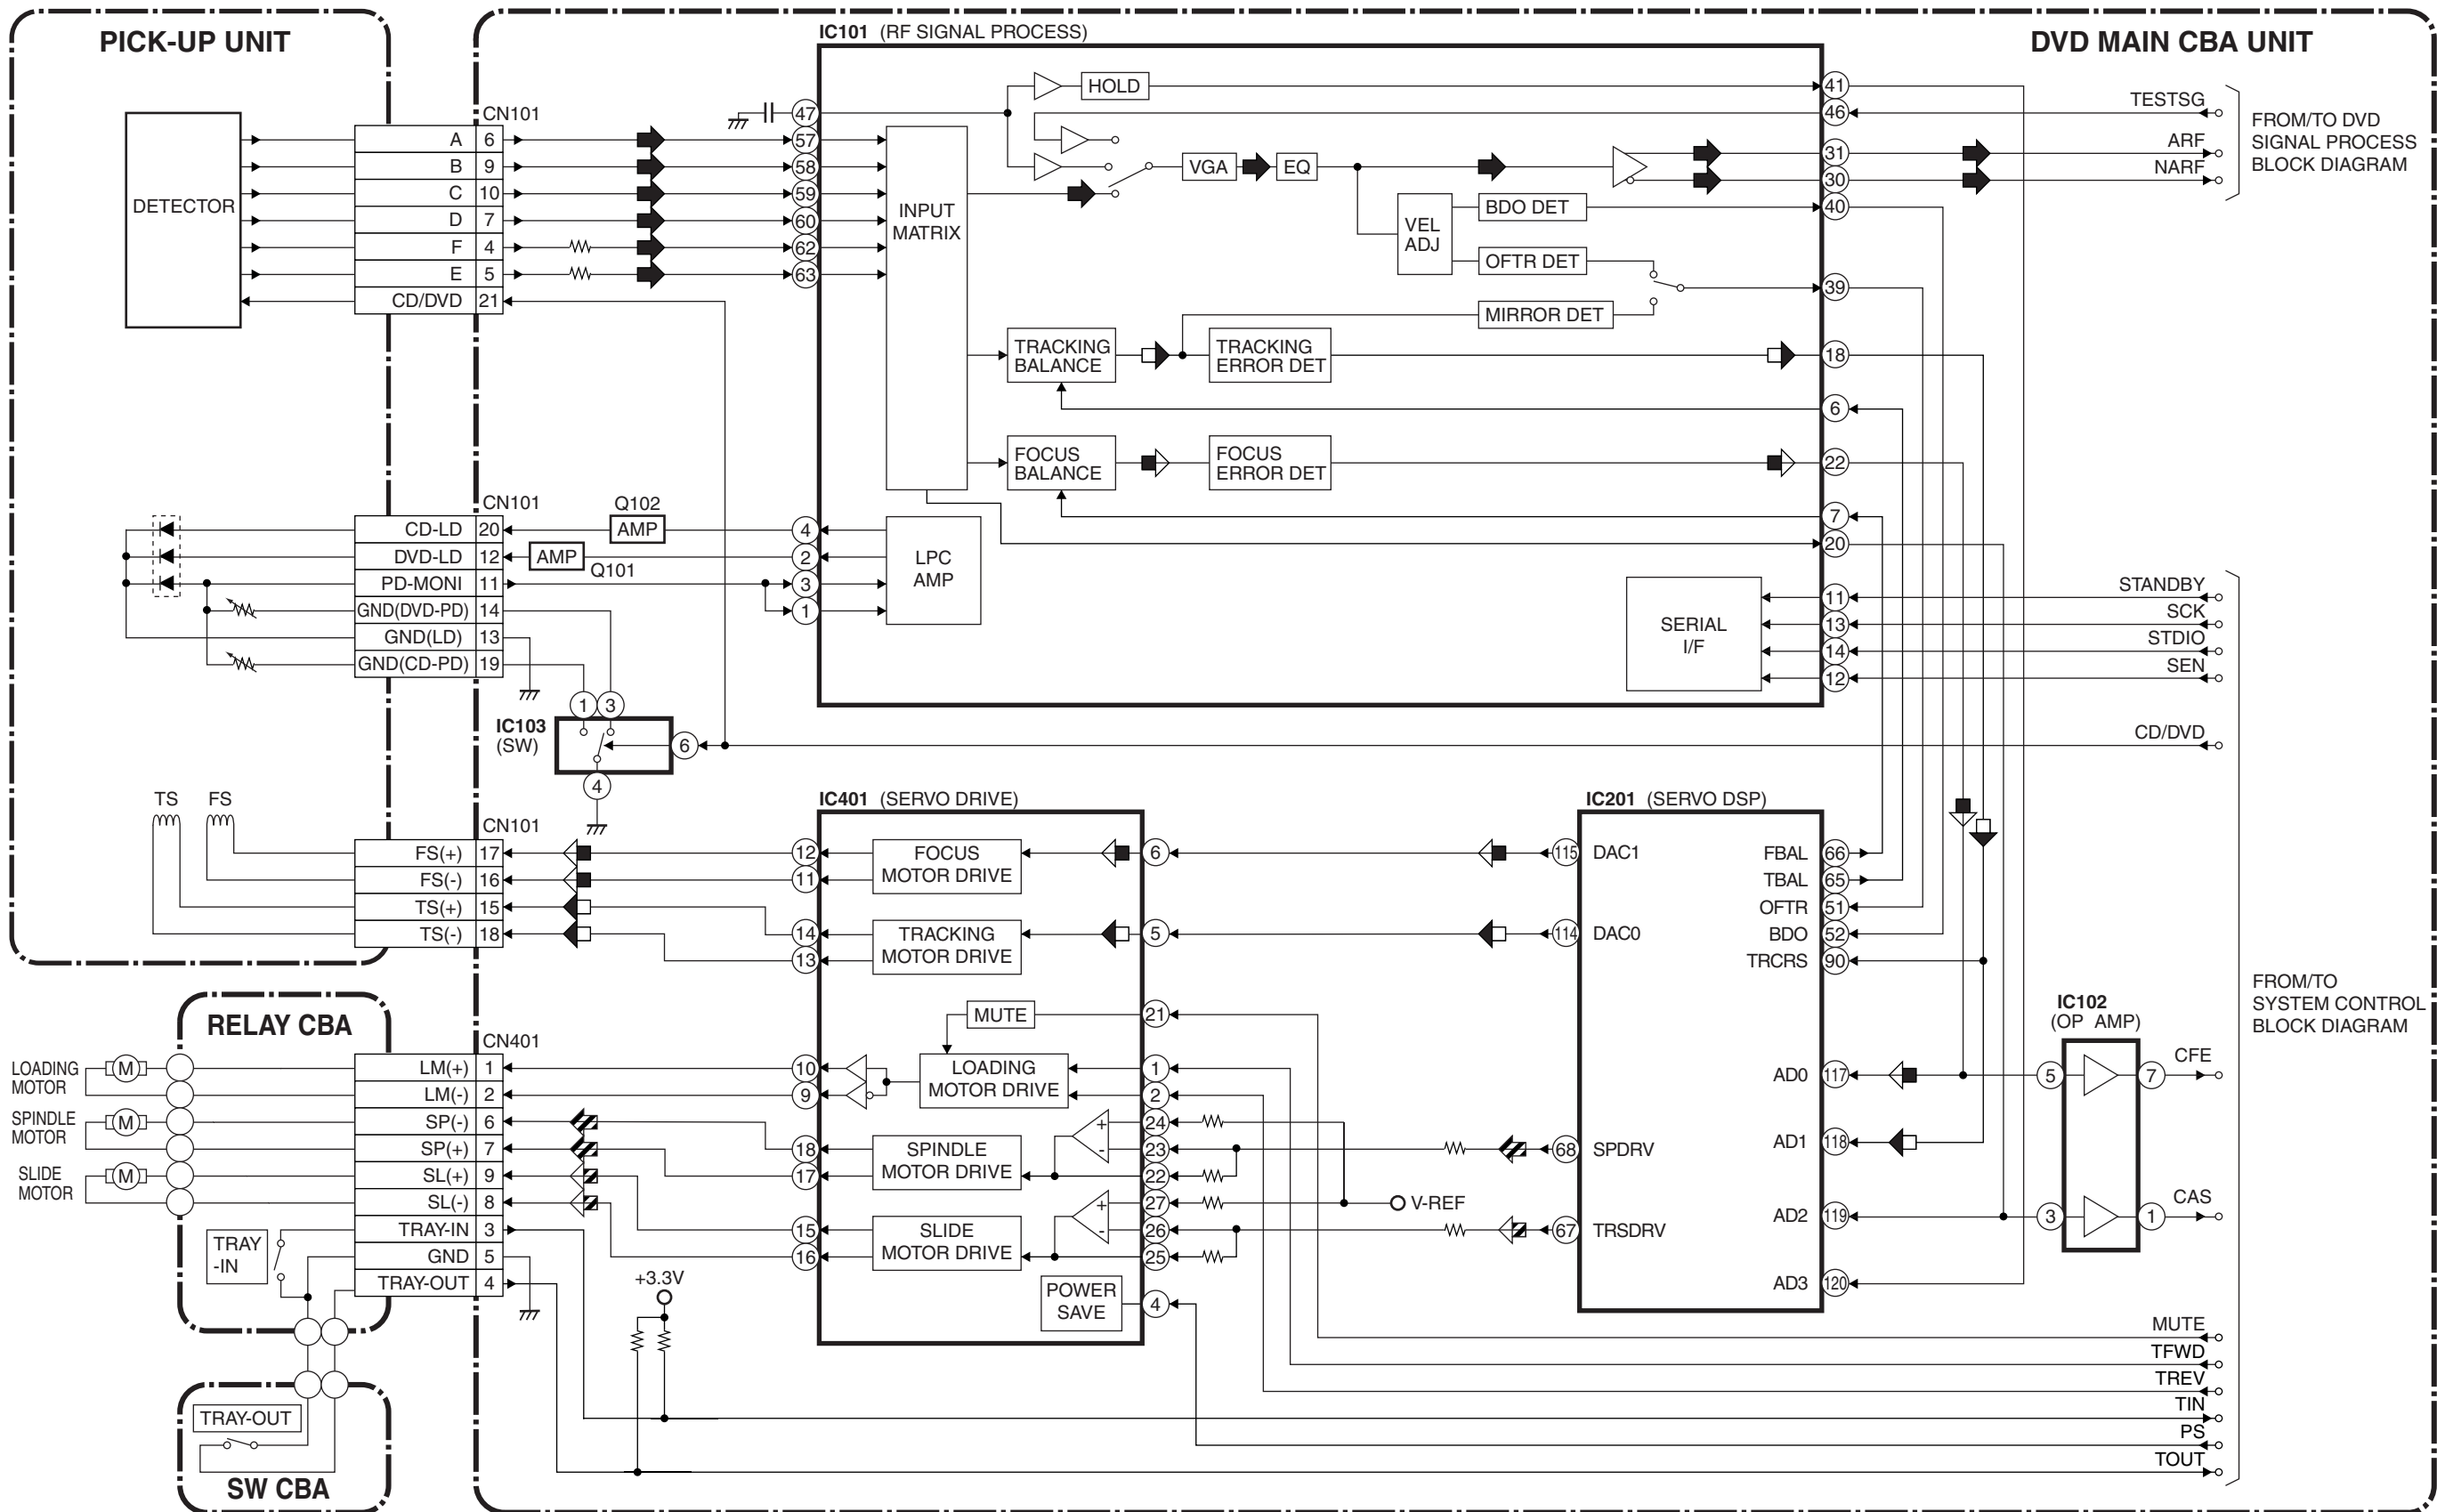 PICK-UP UNIT
DVD MAIN CBA UNIT
IC101 (RF SIGNAL PROCESS)
DETECTOR
CN101
A 6
B 9
C 10
D 7
F 4
E 5
CD/DVD 21
47
57
58
59
60
62
63
INPUT
MATRIX
HOLD
VGA
EQ
VEL
ADJ
BDO DET
OFTR DET
MIRROR DET
TRACKING
BALANCE
TRACKING
ERROR DET
FOCUS
BALANCE
FOCUS
ERROR DET
41
46
31
30
40
39
18
6
22
7
20
TESTSG
ARF
NARF
FROM/TO DVD
SIGNAL PROCESS
BLOCK DIAGRAM
CN101
CD-LD 20
DVD-LD 12
PD-MONI 11
GND(DVD-PD) 14
GND(LD) 13
GND(CD-PD) 19
Q102
AMP
AMP
Q101
4
2
3
1
LPC
AMP
SERIAL
I/F
11
13
14
12
STANDBY
SCK
STDIO
SEN
IC103
(SW)
1
3
6
4
CD/DVD
TS
FS
CN101
FS(+) 17
FS(-) 16
TS(+) 15
TS(-) 18
IC401 (SERVO DRIVE)
12
11
14
13
FOCUS
MOTOR DRIVE
TRACKING
MOTOR DRIVE
6
5
IC201 (SERVO DSP)
115 DAC1
114 DAC0
FBAL 66
TBAL 65
OFTR 51
BDO 52
TRCRS 90
AD0 117
AD1 118
AD2 119
AD3 120
68 SPDRV
67 TRSDRV
RELAY CBA
LOADING
MOTOR
M
SPINDLE
MOTOR
M
SLIDE
MOTOR
M
CN401
LM(+) 1
LM(-) 2
SP(-) 6
SP(+) 7
SL(+) 9
SL(-) 8
TRAY-IN 3
GND 5
TRAY-OUT 4
TRAY
-IN
+3.3V
10
9
18
17
15
16
MUTE
LOADING
MOTOR DRIVE
SPINDLE
MOTOR DRIVE
SLIDE
MOTOR DRIVE
POWER
SAVE
+
-
+
-
21
1
2
24
23
22
27
26
25
4
V-REF
IC102
(OP AMP)
5
7
CFE
3
1
CAS
FROM/TO
SYSTEM CONTROL
BLOCK DIAGRAM
MUTE
TFWD
TREV
TIN
PS
TOUT
TRAY-OUT
SW CBA